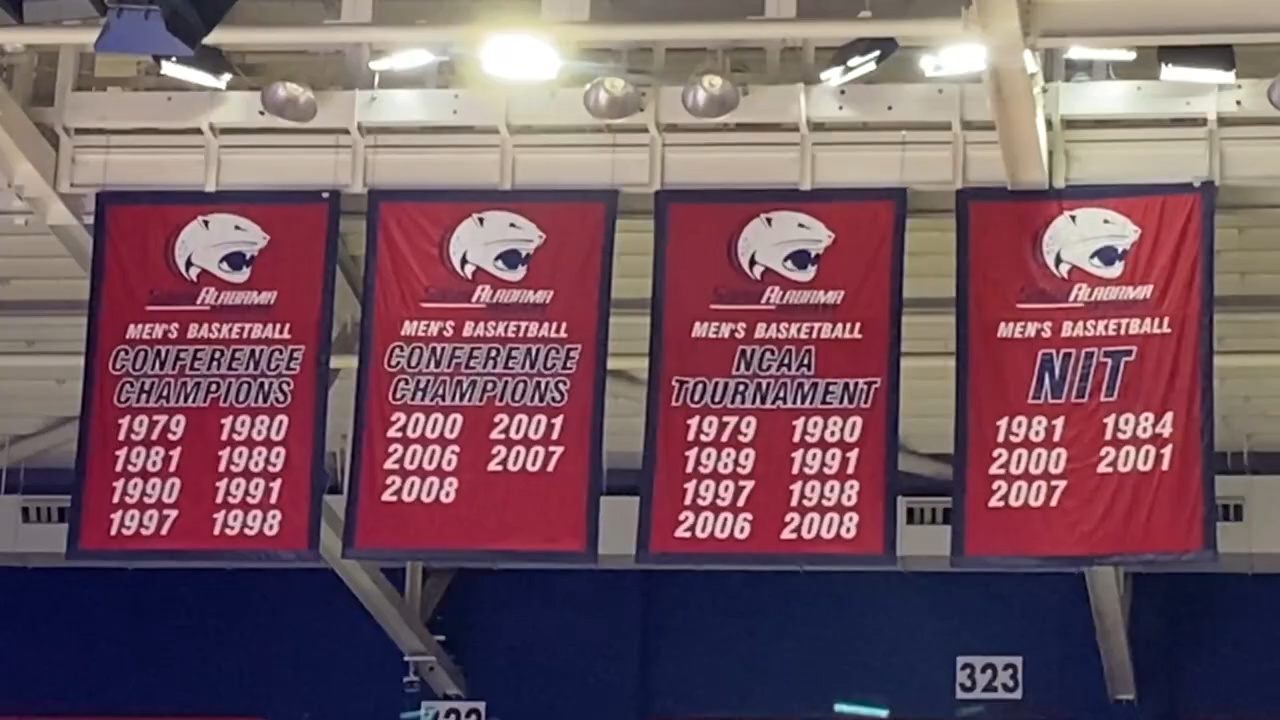 ALABAMA
MEN'S BASKETBALL
CONFERENCE
CHAMPIONS
1979 1980
1981 1989
1990 1991
1997 1998
ALABAMA
MEN'S BASKETBALL
CONFERENCE
CHAMPIONS
2000 2001
2006 2007
2008
ALABAMA
MEN'S BASKETBALL
NCAA
TOURNAMENT
1979 1980
1989 1991
1997 1998
2006 2008
ALABAMA
MEN'S BASKETBALL
NIT
1981 1984
2000 2001
2007
323